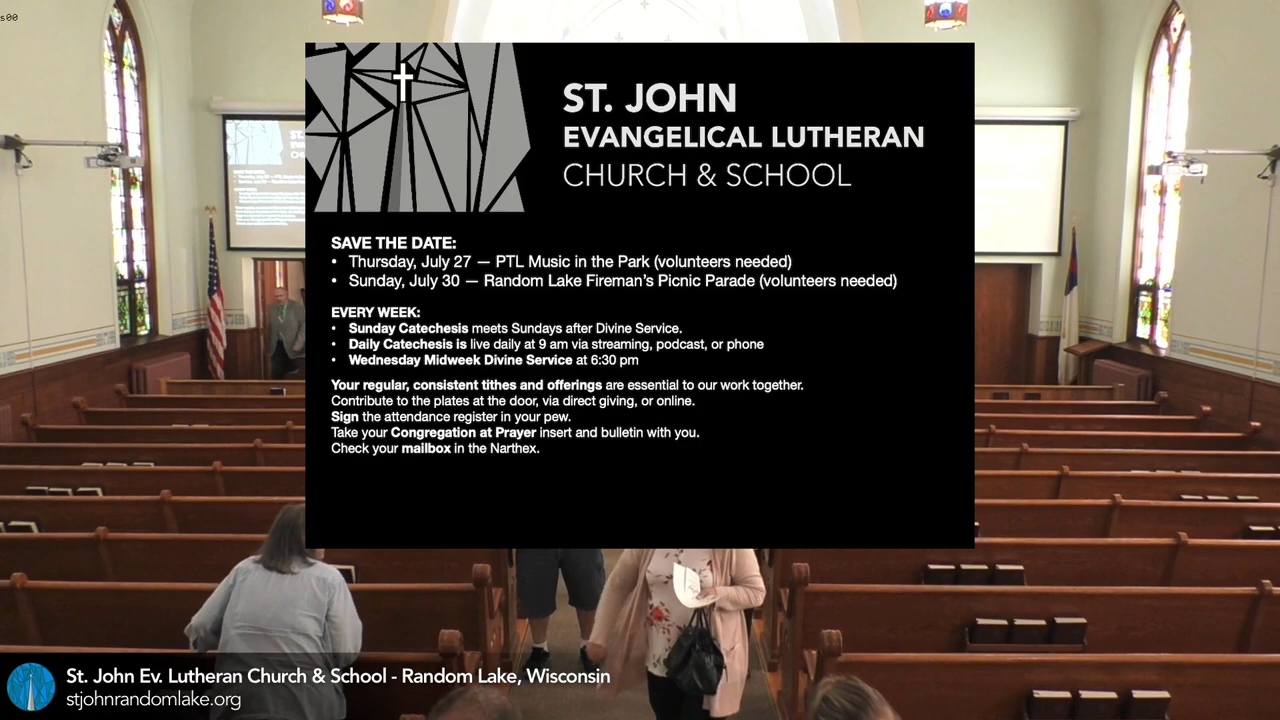 s00
ST. JOHN
EVANGELICAL LUTHERAN
CHURCH & SCHOOL
SAVE THE DATE:
• Thursday, July 27 — PTL Music in the Park (volunteers needed)
• Sunday, July 30 — Random Lake Fireman's Picnic Parade (volunteers needed)
EVERY WEEK:
• Sunday Catechesis meets Sundays after Divine Service.
• Daily Catechesis is live daily at 9 am via streaming, podcast, or phone
• Wednesday Midweek Divine Service at 6:30 pm
Your regular, consistent tithes and offerings are essential to our work together.
Contribute to the plates at the door, via direct giving, or online.
Sign the attendance register in your pew.
Take your Congregation at Prayer insert and bulletin with you.
Check your mailbox in the Narthex.
St. John Ev. Lutheran Church & School - Random Lake, Wisconsin
stjohnrandomlake.org